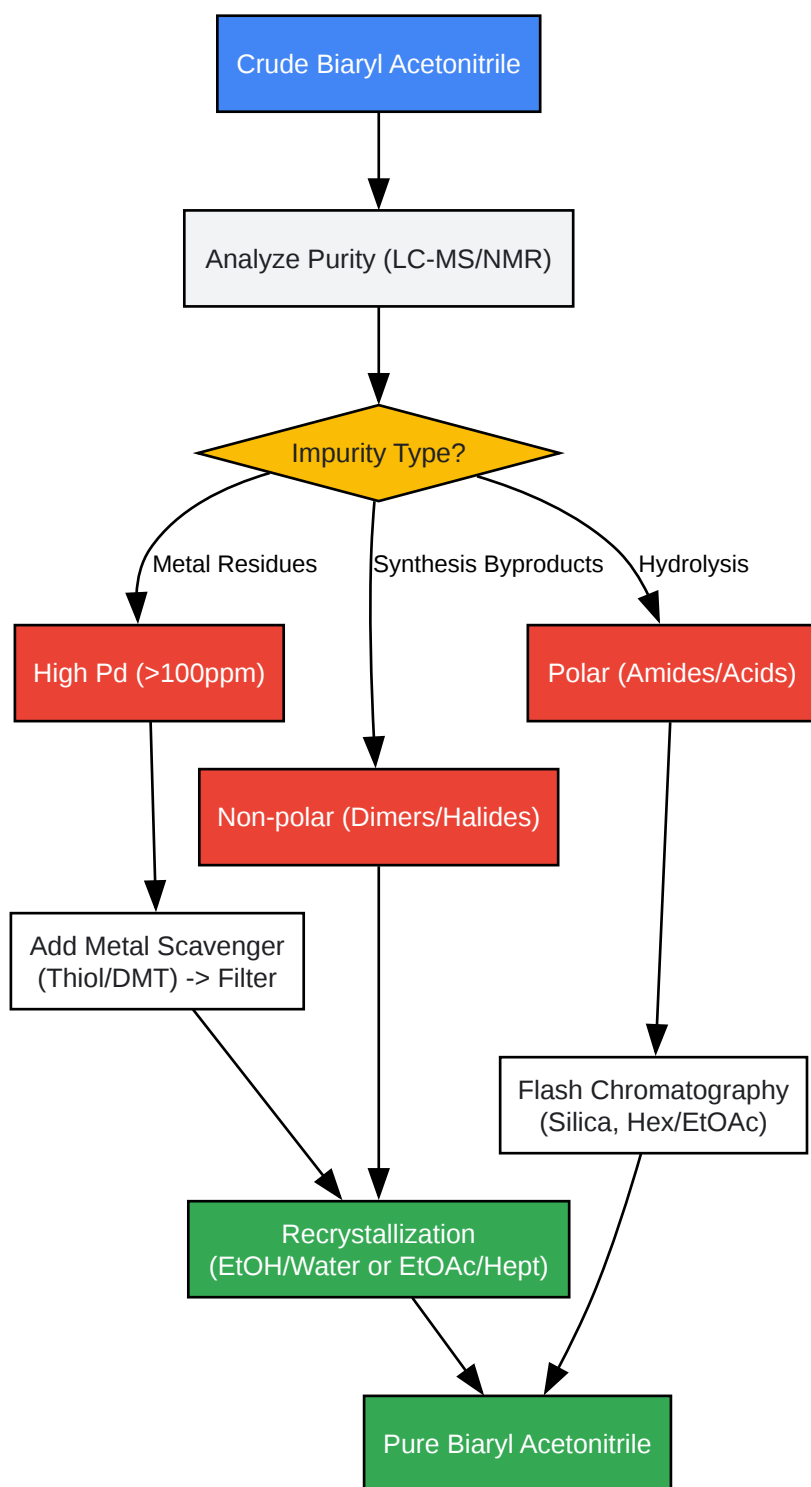 Crude Biaryl Acetonitrile
Analyze Purity (LC-MS/NMR)
Impurity Type?
Metal Residues
Synthesis Byproducts
Hydrolysis
High Pd (>100ppm)
Polar (Amides/Acids)
Non-polar (Dimers/Halides)
Add Metal Scavenger
(Thiol/DMT) -> Filter
Flash Chromatography
(Silica, Hex/EtOAc)
Recrystallization
(EtOH/Water or EtOAc/Hept)
Pure Biaryl Acetonitrile